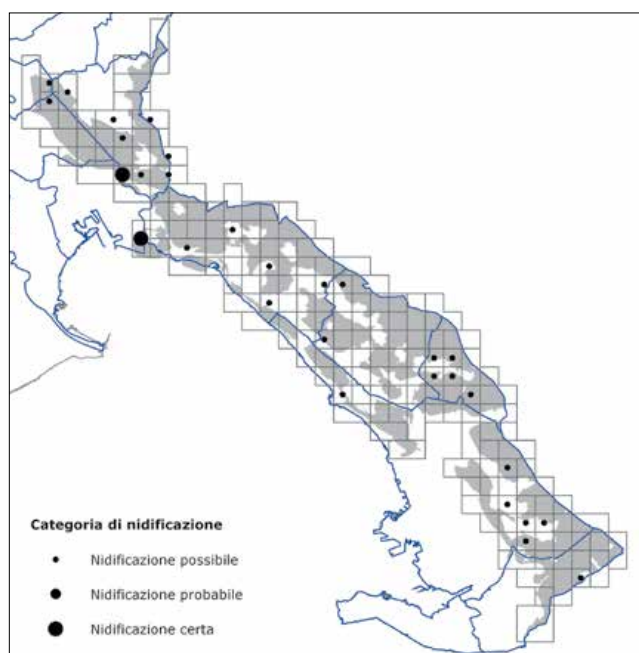 Categoria di nidificazione
Nidificazione possibile
Nidificazione probabile
Nidificazione certa